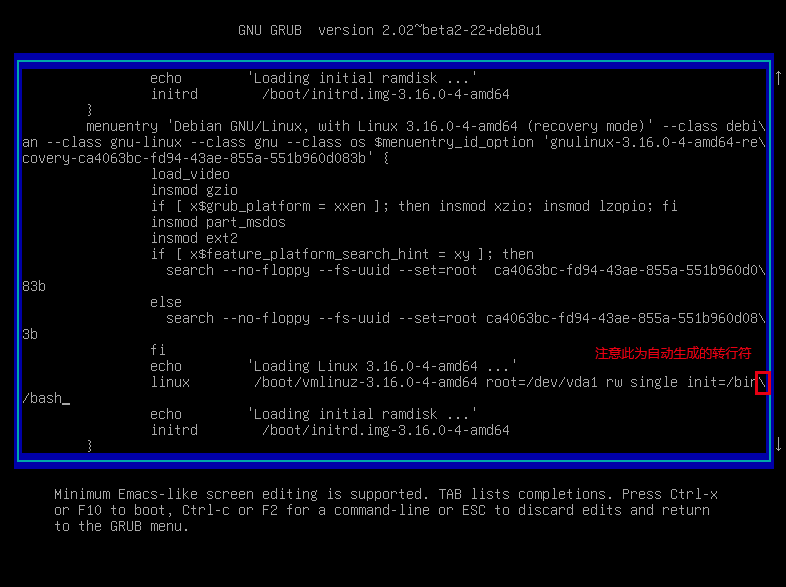 GNU GRUB  version 2.02~beta2-22+deb8u1
echo        'Loading initial ramdisk ...'
initrd        /boot/initrd.img-3.16.0-4-amd64
}
menuentry 'Debian GNU/Linux, with Linux 3.16.0-4-amd64 (recovery mode)' --class debi\
an --class gnu-linux --class gnu --class os $menuentry_id_option 'gnulinux-3.16.0-4-amd64-re\
covery-ca4063bc-fd94-43ae-855a-551b960d083b' {
load_video
insmod gzio
if [ x$grub_platform = xxen ]; then insmod xzio; insmod lzopio; fi
insmod part_msdos
insmod ext2
if [ x$feature_platform_search_hint = xy ]; then
search --no-floppy --fs-uuid --set=root  ca4063bc-fd94-43ae-855a-551b960d0\
83b
else
search --no-floppy --fs-uuid --set=root ca4063bc-fd94-43ae-855a-551b960d08\
3b
fi
注意此为自动生成的转行符
echo        'Loading Linux 3.16.0-4-amd64 ...'
linux        /boot/vmlinuz-3.16.0-4-amd64 root=/dev/vda1 rw single init=/bin\
/bash_
echo        'Loading initial ramdisk ...'
initrd        /boot/initrd.img-3.16.0-4-amd64
}
↑
↓
Minimum Emacs-like screen editing is supported. TAB lists completions. Press Ctrl-x
or F10 to boot, Ctrl-c or F2 for a command-line or ESC to discard edits and return
to the GRUB menu.